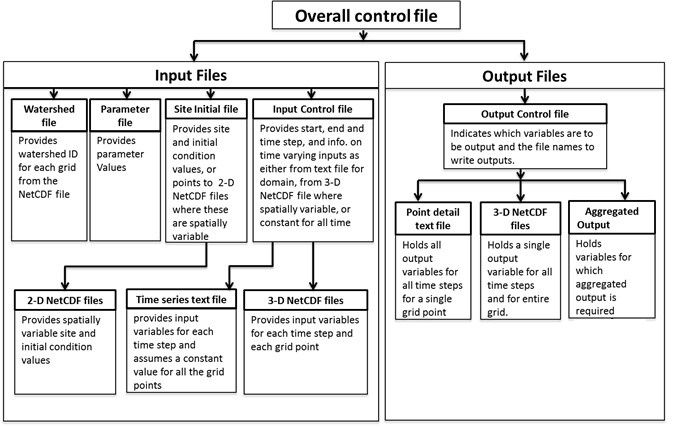 Overall control file
Input Files
Watershed
file
Provides
watershed ID
for each grid
from the
NetCDF file
Parameter
file
Provides
parameter
Values
Site Initial file
Provides site
and initial
condition
values, or
points to  2-D
NetCDF files
where these
are spatially
variable
Input Control file
Provides start, end and
time step, and info. on
time varying inputs as
either from text file for
domain, from 3-D
NetCDF file where
spatially variable, or
constant for all time
2-D NetCDF files
Provides spatially
variable site and
initial condition
values
Time series text file
provides input
variables for each
time step and
assumes a constant
value for all the grid
points
3-D NetCDF files
Provides input variables
for each time step and
each grid point
Output Files
Output Control file
Indicates which variables are to
be output and the file names to
write outputs.
Point detail
text file
Holds all
output
variables for
all time steps
for a single
grid point
3-D NetCDF
files
Holds a single
output
variable for all
time steps
and for entire
grid.
Aggregated
Output
Holds
variables for
which
aggregated
output is
required